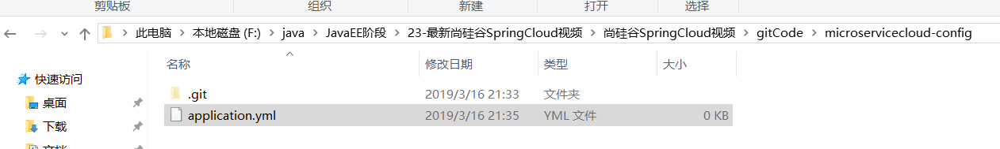 剪贴板 组织 新建 打开 选择
此电脑 本地磁盘 (F:) java JavaEE阶段 23-最新尚硅谷SpringCloud视频 尚硅谷SpringCloud视频 gitCode microservicecloud-config
名称 修改日期 类型 大小
快速访问
.git 2019/3/16 21:33 文件夹
桌面
application.yml 2019/3/16 21:35 YML 文件 0 KB
下载
文档